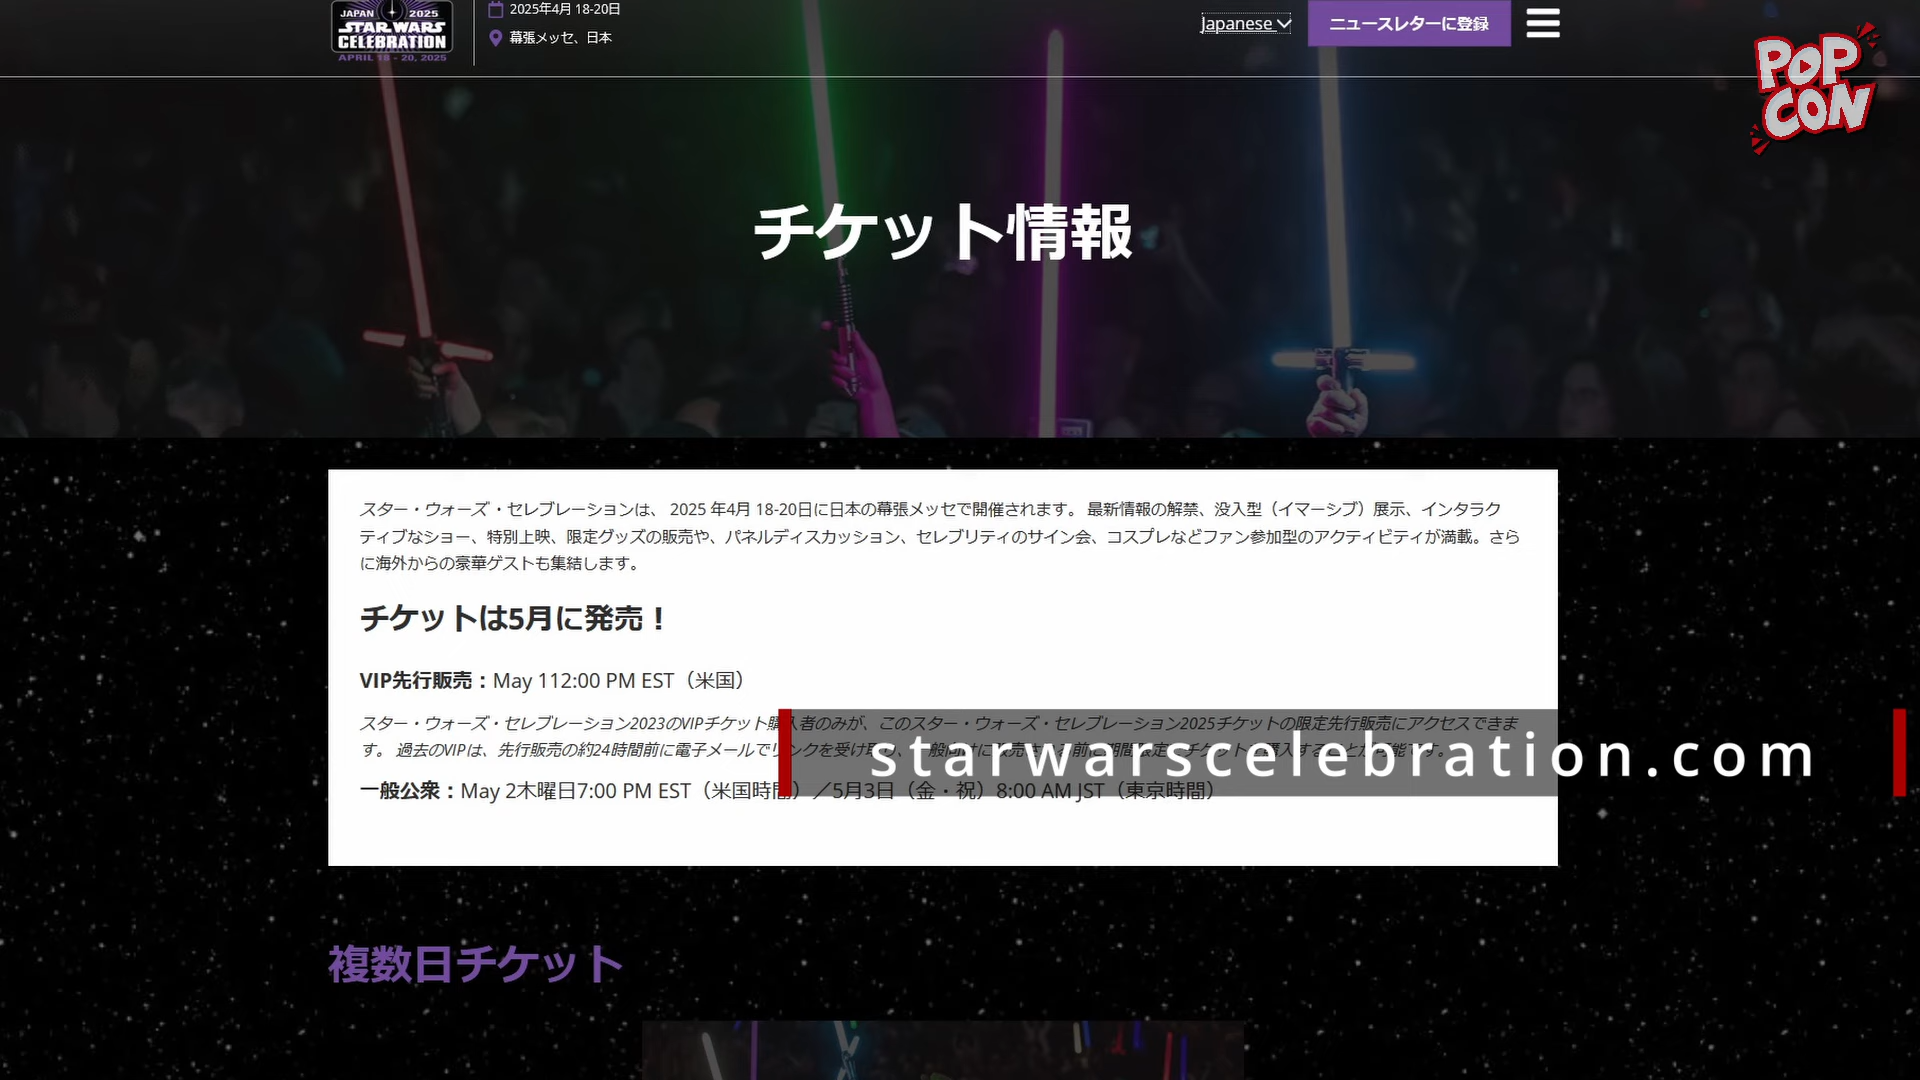 JAPAN 2025
STAR WARS
CELEBRATION
APRIL 18 - 20, 2025
2025年4月 18-20日
幕張メッセ、日本
Japanese
ニュースレターに登録
POP
CON
チケット情報
スター・ウォーズ・セレブレーションは、 2025 年4月 18-20日に日本の幕張メッセで開催されます。 最新情報の解禁、没入型（イマーシブ）展示、インタラク
ティブなショー、特別上映、限定グッズの販売や、パネルディスカッション、セレブリティのサイン会、コスプレなどファン参加型のアクティビティが満載。さら
に海外からの豪華ゲストも集結します。
チケットは5月に発売！
VIP先行販売：May 112:00 PM EST（米国）
スター・ウォーズ・セレブレーション2023のVIPチケット購入者のみが、このスター・ウォーズ・セレブレーション2025チケットの限定先行販売にアクセスできま
す。 過去のVIPは、先行販売の約24時間前に電子メールでリンクを受け取り、一般向けに
starwarscelebration.com
一般公衆：May 2木曜日7:00 PM EST（米国時間）／5月3日（金・祝）8:00 AM JST（東京時間）
複数日チケット